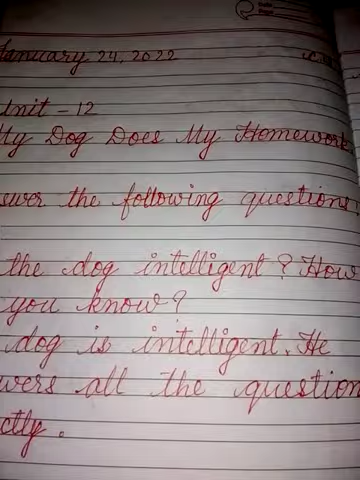 January 24, 2022
Unit - 12
My Dog Does My Homework
swer the following questions
the dog intelligent? How
you know?
dog is intelligent. He
wers all the question
ctly.